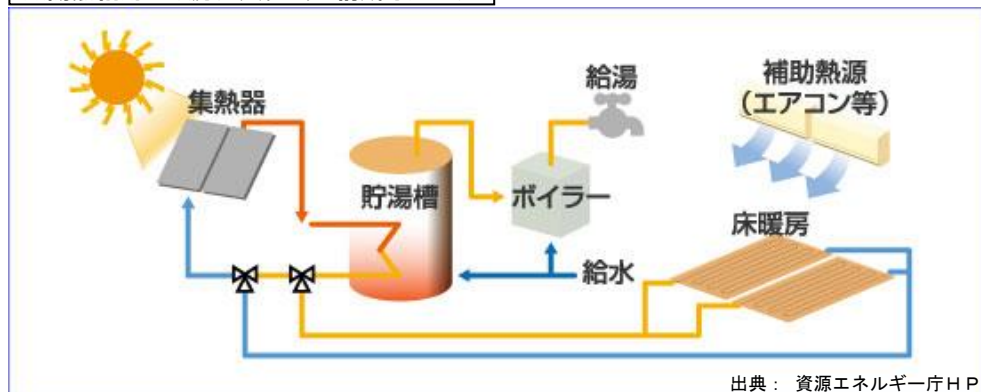 集熱器
給湯
補助熱源
（エアコン等）
貯湯槽
ボイラー
床暖房
給水
出典： 資源エネルギー庁ＨＰ